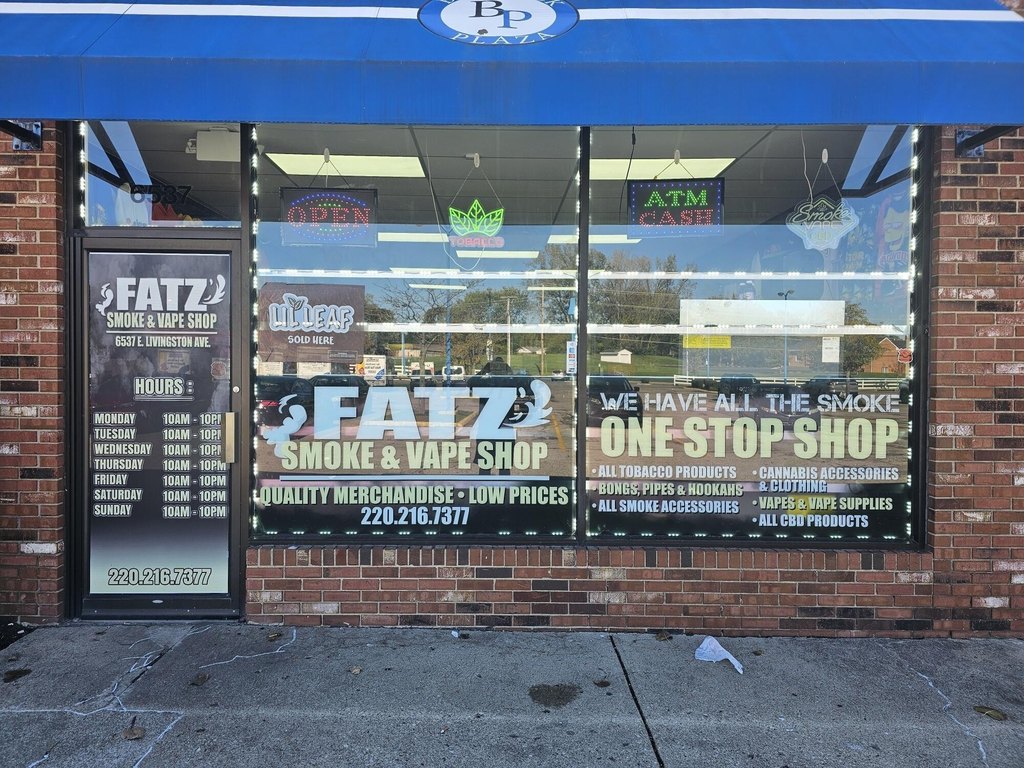 BP
PLAZA
6537
OPEN
TOBACCO
ATM
CASH
Smoke
FATZ
SMOKE & VAPE SHOP
6537 E. LIVINGSTON AVE.
HOURS :
MONDAY 10AM - 10PM
TUESDAY 10AM - 10PM
WEDNESDAY 10AM - 10PM
THURSDAY 10AM - 10PM
FRIDAY 10AM - 10PM
SATURDAY 10AM - 10PM
SUNDAY 10AM - 10PM
220.216.7377
LIL LEAF
SOLD HERE
FATZ
SMOKE & VAPE SHOP
QUALITY MERCHANDISE • LOW PRICES
220.216.7377
WE HAVE ALL THE SMOKE
ONE STOP SHOP
• ALL TOBACCO PRODUCTS
• BONGS, PIPES & HOOKAHS
• ALL SMOKE ACCESSORIES
• CANNABIS ACCESSORIES
& CLOTHING
• VAPES & VAPE SUPPLIES
• ALL CBD PRODUCTS